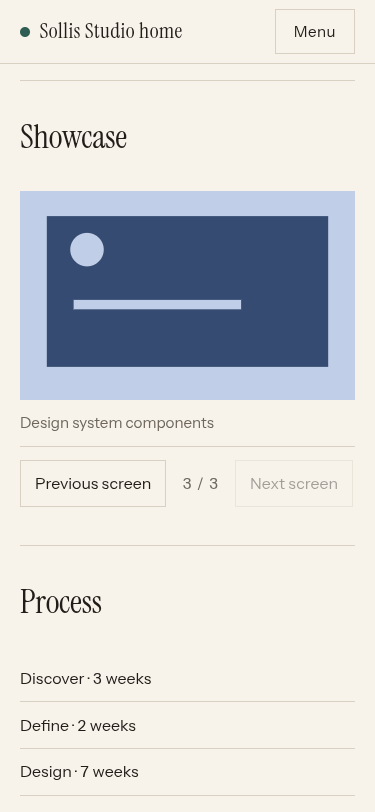 Sollis Studio home
Menu
Showcase
Design system components
Previous screen
3 / 3
Next screen
Process
Discover · 3 weeks
Define · 2 weeks
Design · 7 weeks